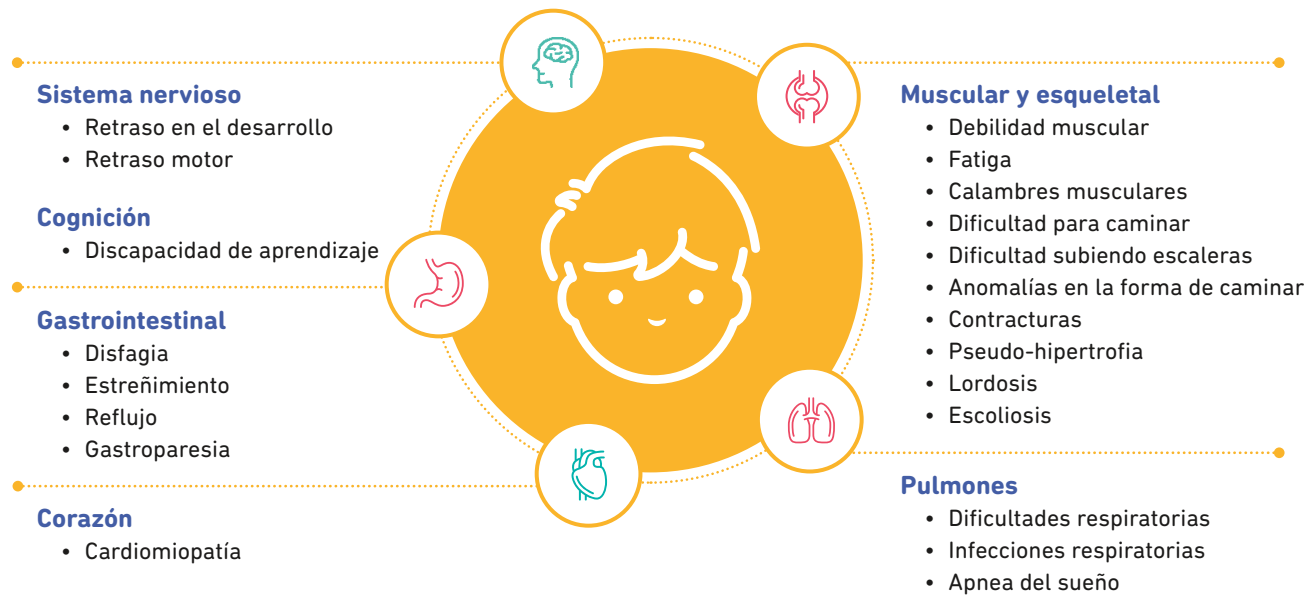 Sistema nervioso
• Retraso en el desarrollo
• Retraso motor
Cognición
• Discapacidad de aprendizaje
Gastrointestinal
• Disfagia
• Estreñimiento
• Reflujo
• Gastroparesia
Corazón
• Cardiomiopatía
Muscular y esqueletal
• Debilidad muscular
• Fatiga
• Calambres musculares
• Dificultad para caminar
• Dificultad subiendo escaleras
• Anomalías en la forma de caminar
• Contracturas
• Pseudo-hipertrofia
• Lordosis
• Escoliosis
Pulmones
• Dificultades respiratorias
• Infecciones respiratorias
• Apnea del sueño